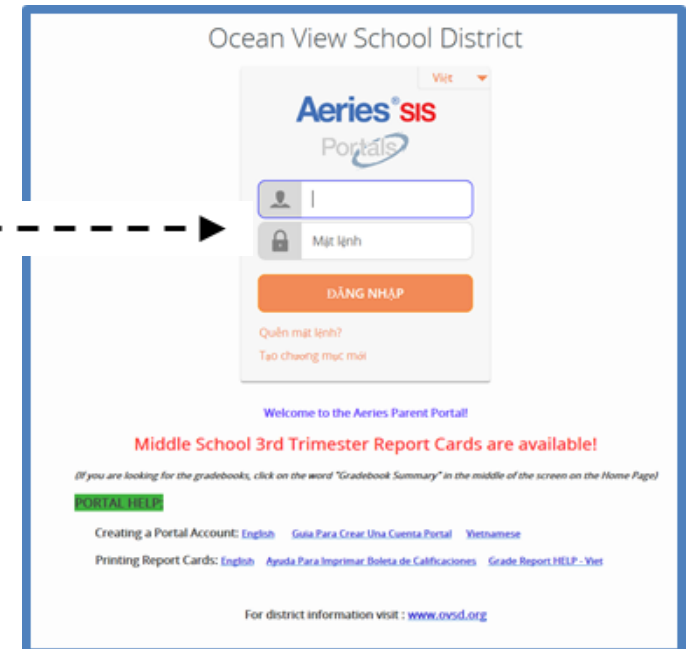 Ocean View School District
Việt
Aeries® SIS
Portals
Mật lệnh
ĐĂNG NHẬP
Quên mật lệnh?
Tạo chương mục mới
Welcome to the Aeries Parent Portal!
Middle School 3rd Trimester Report Cards are available!
(If you are looking for the gradebooks, click on the word "Gradebook Summary" in the middle of the screen on the Home Page)
PORTAL HELP:
Creating a Portal Account: English Guia Para Crear Una Cuenta Portal Vietnamese
Printing Report Cards: English Ayuda Para Imprimir Boleta de Calificaciones Grade Report HELP - Viet
For district information visit : www.ovsd.org